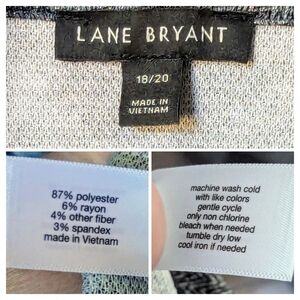 LANE BRYANT
18/20
MADE IN
VIETNAM
87% polyester
6% rayon
4% other fiber
3% spandex
made in Vietnam
machine wash cold
with like colors
gentle cycle
only non chlorine
bleach when needed
tumble dry low
cool iron if needed